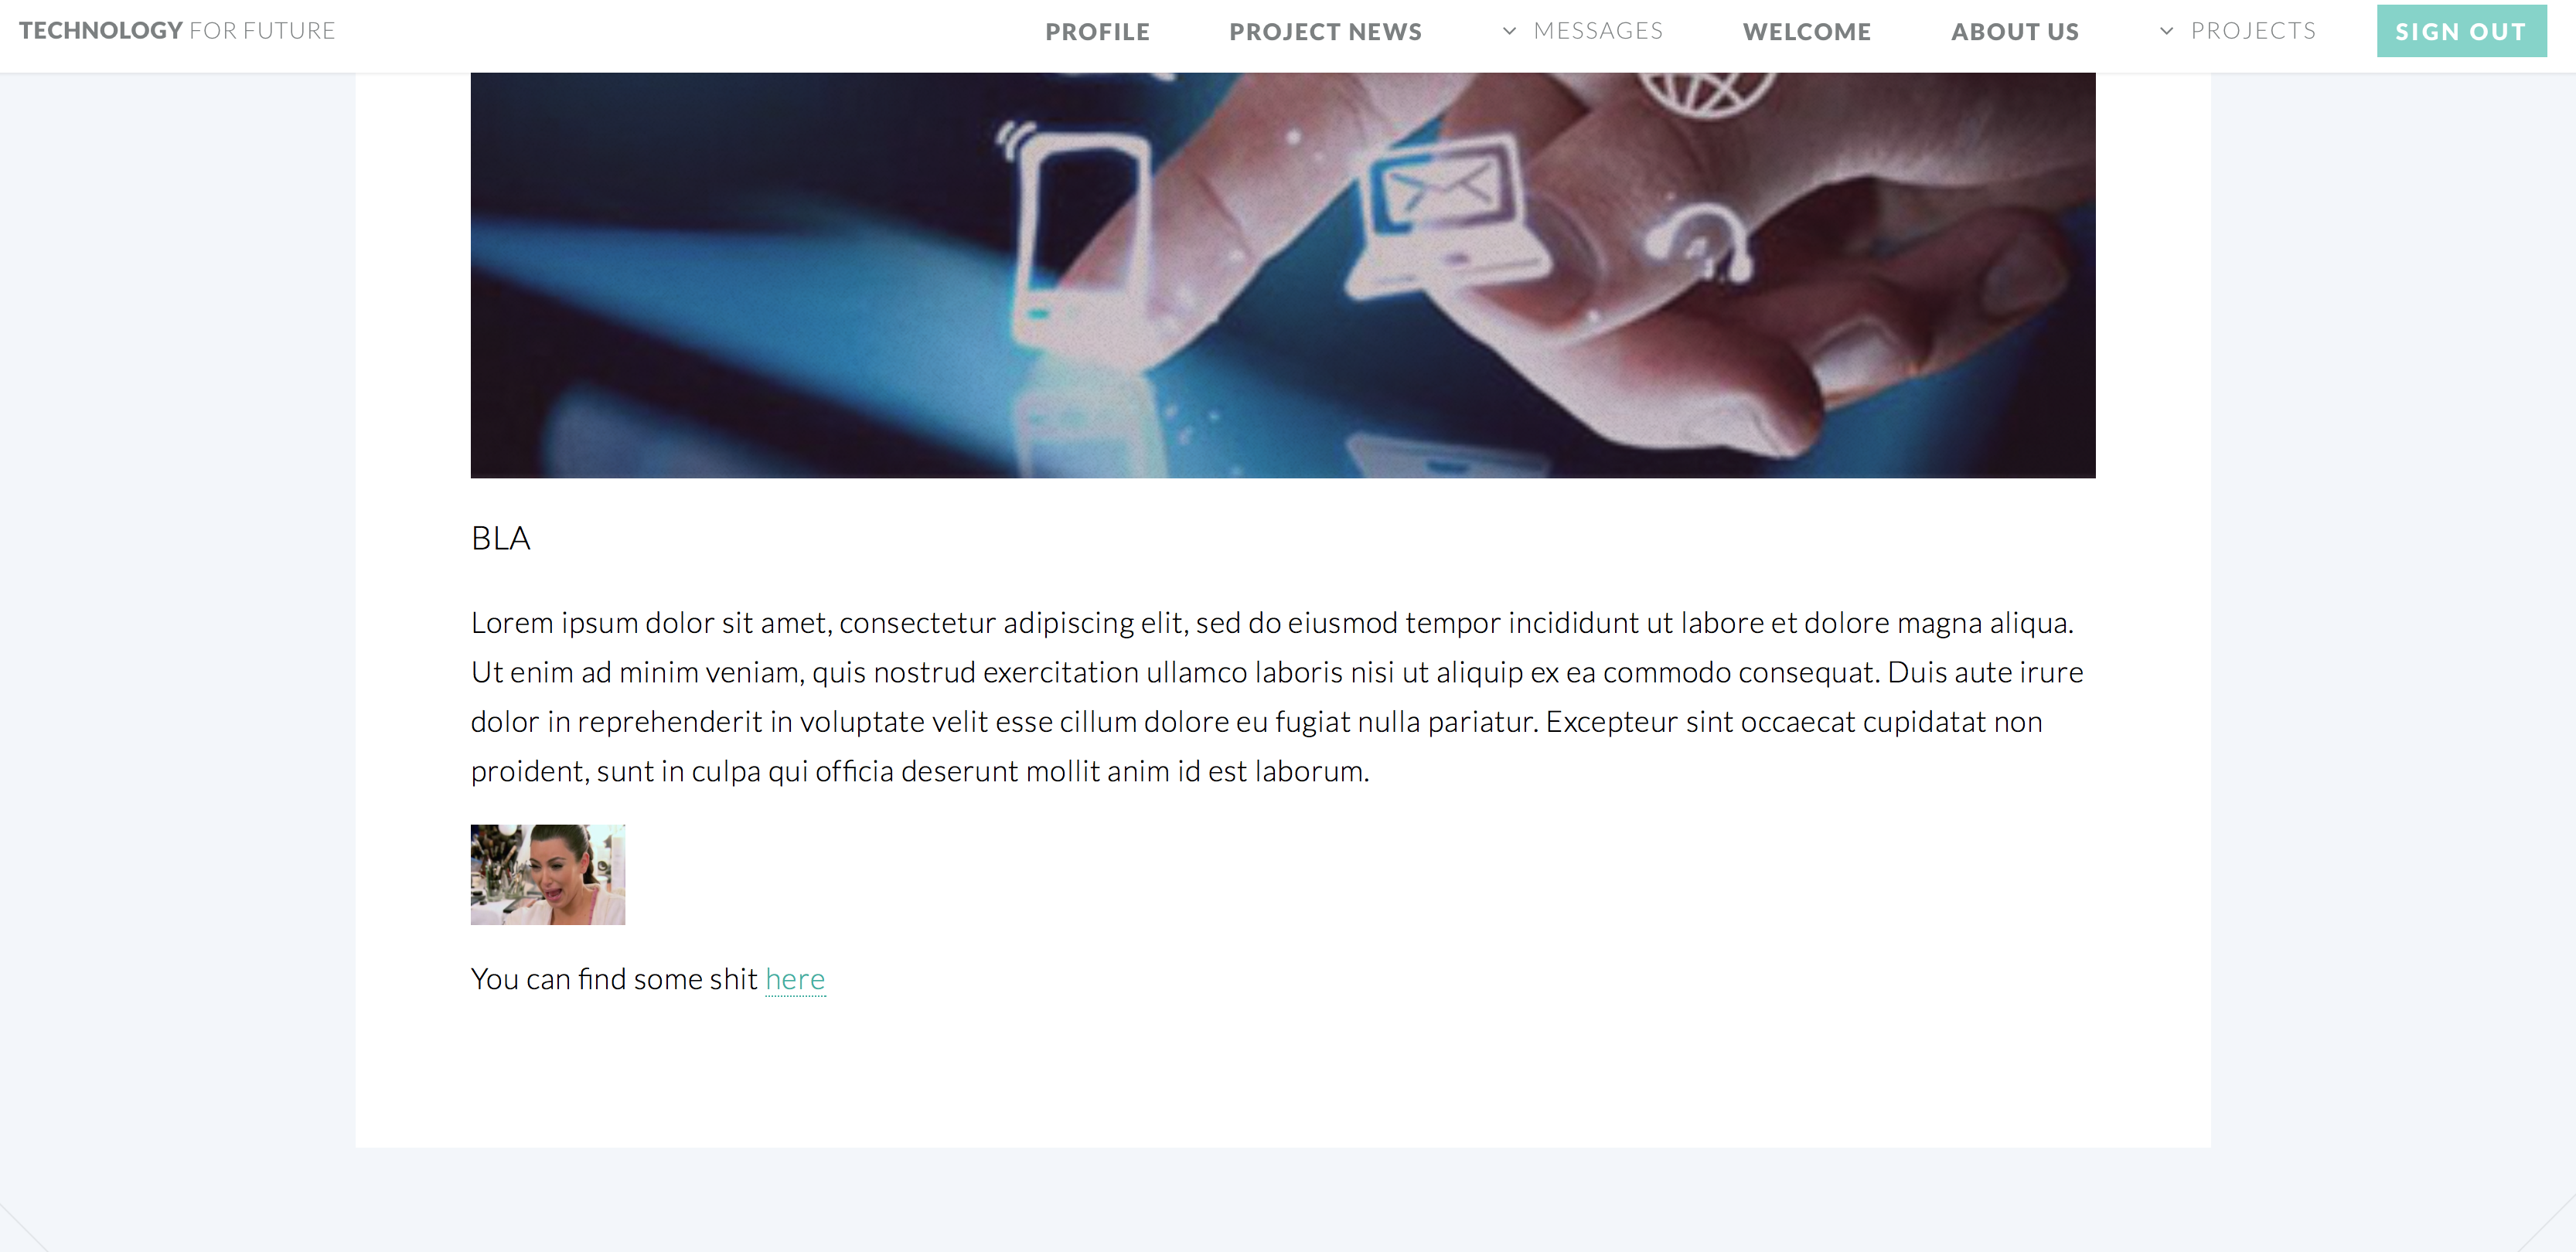 TECHNOLOGY FOR FUTURE PROFILE PROJECT NEWS MESSAGES WELCOME ABOUT US PROJECTS SIGN OUT
BLA
Lorem ipsum dolor sit amet, consectetur adipiscing elit, sed do eiusmod tempor incididunt ut labore et dolore magna aliqua.
Ut enim ad minim veniam, quis nostrud exercitation ullamco laboris nisi ut aliquip ex ea commodo consequat. Duis aute irure
dolor in reprehenderit in voluptate velit esse cillum dolore eu fugiat nulla pariatur. Excepteur sint occaecat cupidatat non
proident, sunt in culpa qui officia deserunt mollit anim id est laborum.
You can find some shit here